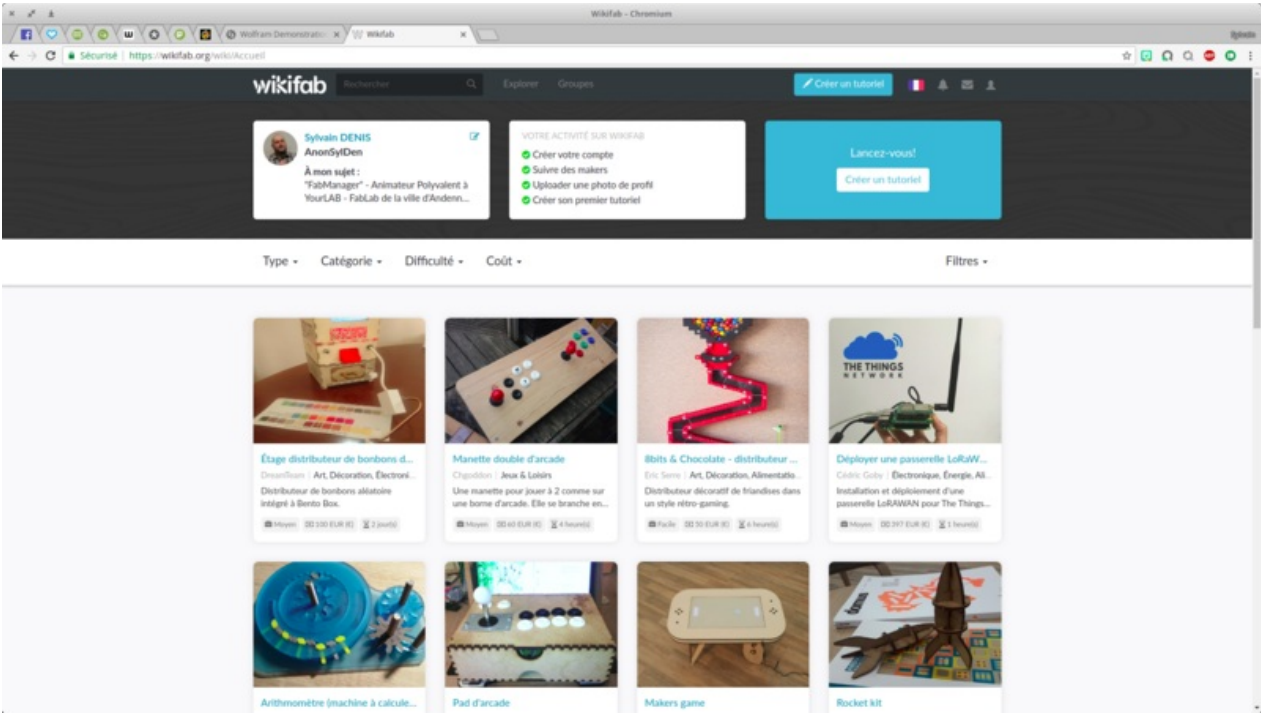 Wikifab - Chromium
Wolfram Demonstration
Wikifab
Sécurisé
https://wikifab.org/wiki/Accueil
wikifab
Rechercher
Explorer
Groupes
Créer un tutoriel
Sylvain DENIS
AnonSylDen
À mon sujet :
"FabManager" - Animateur Polyvalent à
YourLAB - FabLab de la ville d'Andenn...
VOTRE ACTIVITÉ SUR WIKIFAB
Créer votre compte
Suivre des makers
Uploader une photo de profil
Créer son premier tutoriel
Lancez-vous!
Créer un tutoriel
Type
Catégorie
Difficulté
Coût
Filtres
THE THINGS
NETWORK
Étage distributeur de bonbons d...
DreamTeam | Art, Décoration, Électroni...
Distributeur de bonbons aléatoire
intégré à Bento Box.
Moyen 100 EUR (€) 2 jour(s)
Manette double d'arcade
Chgoddon | Jeux & Loisirs
Une manette pour jouer à 2 comme sur
une borne d'arcade. Elle se branche en...
Moyen 60 EUR (€) 4 heure(s)
8bits & Chocolate - distributeur ...
Eric Serre | Art, Décoration, Alimentatio...
Distributeur décoratif de friandises dans
un style rétro-gaming.
Facile 50 EUR (€) 6 heure(s)
Déployer une passerelle LoRaW...
Cédric Goby | Électronique, Énergie, Ali...
Installation et déploiement d'une
passerelle LoRAWAN pour The Things...
Moyen 397 EUR (€) 1 heure(s)
Arithmomètre (machine à calcule...
Pad d'arcade
Makers game
Rocket kit